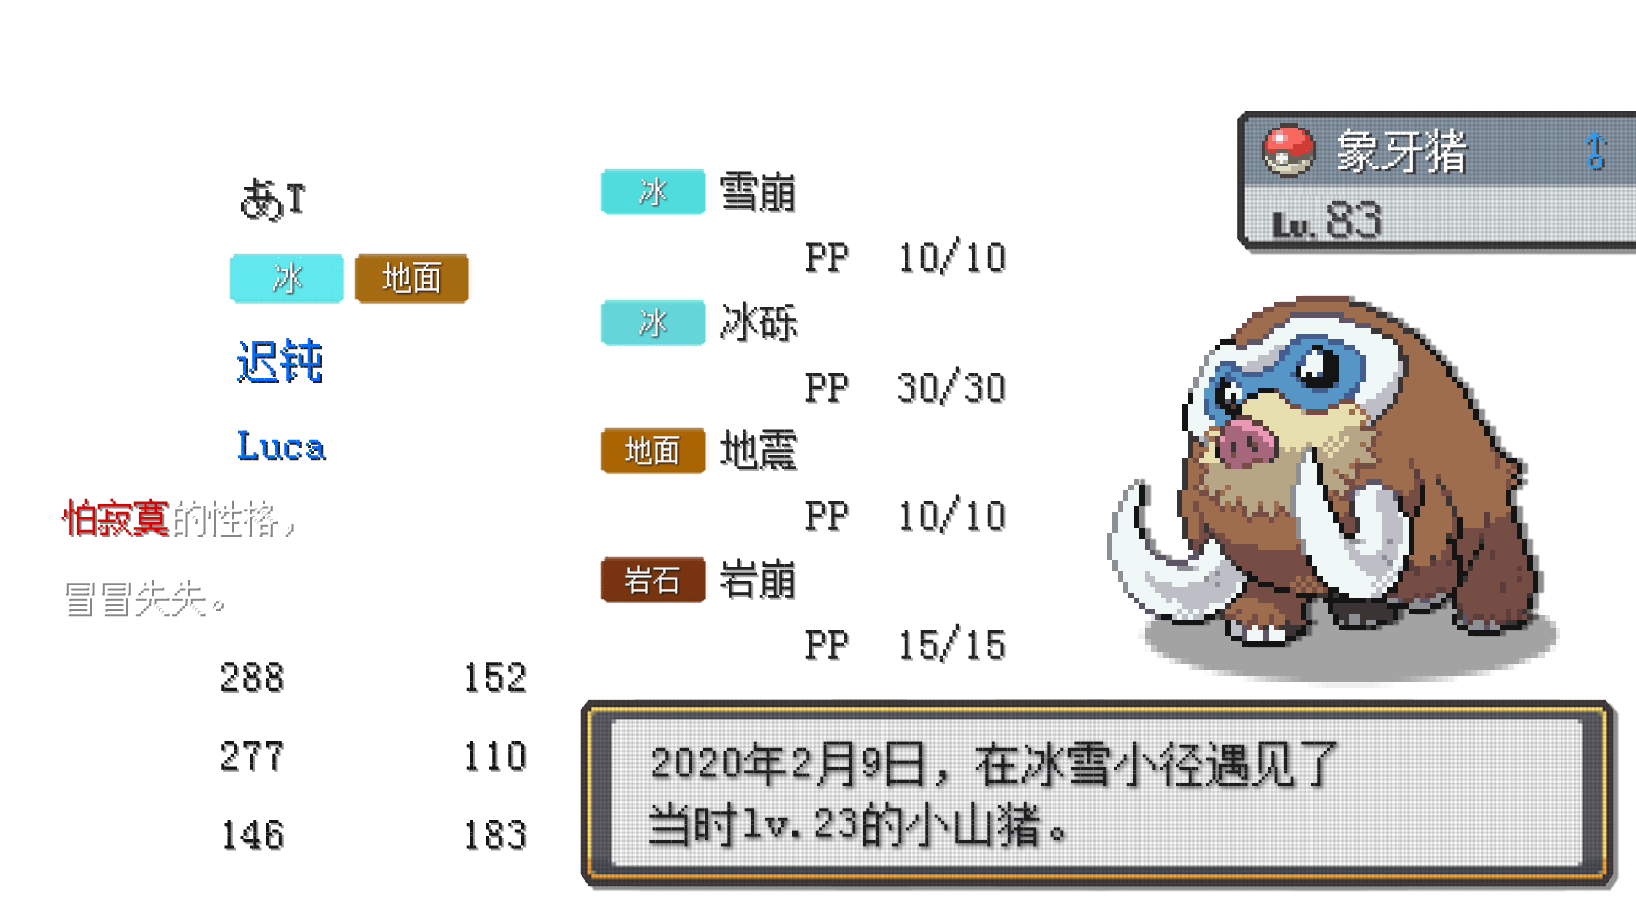 象牙猪 ♂
Lv.83
あT
冰 地面
迟钝
Luca
怕寂寞的性格，
冒冒失失。
288 152
277 110
146 183
冰 雪崩
PP 10/10
冰 冰砾
PP 30/30
地面 地震
PP 10/10
岩石 岩崩
PP 15/15
2020年2月9日，在冰雪小径遇见了
当时lv.23的小山猪。